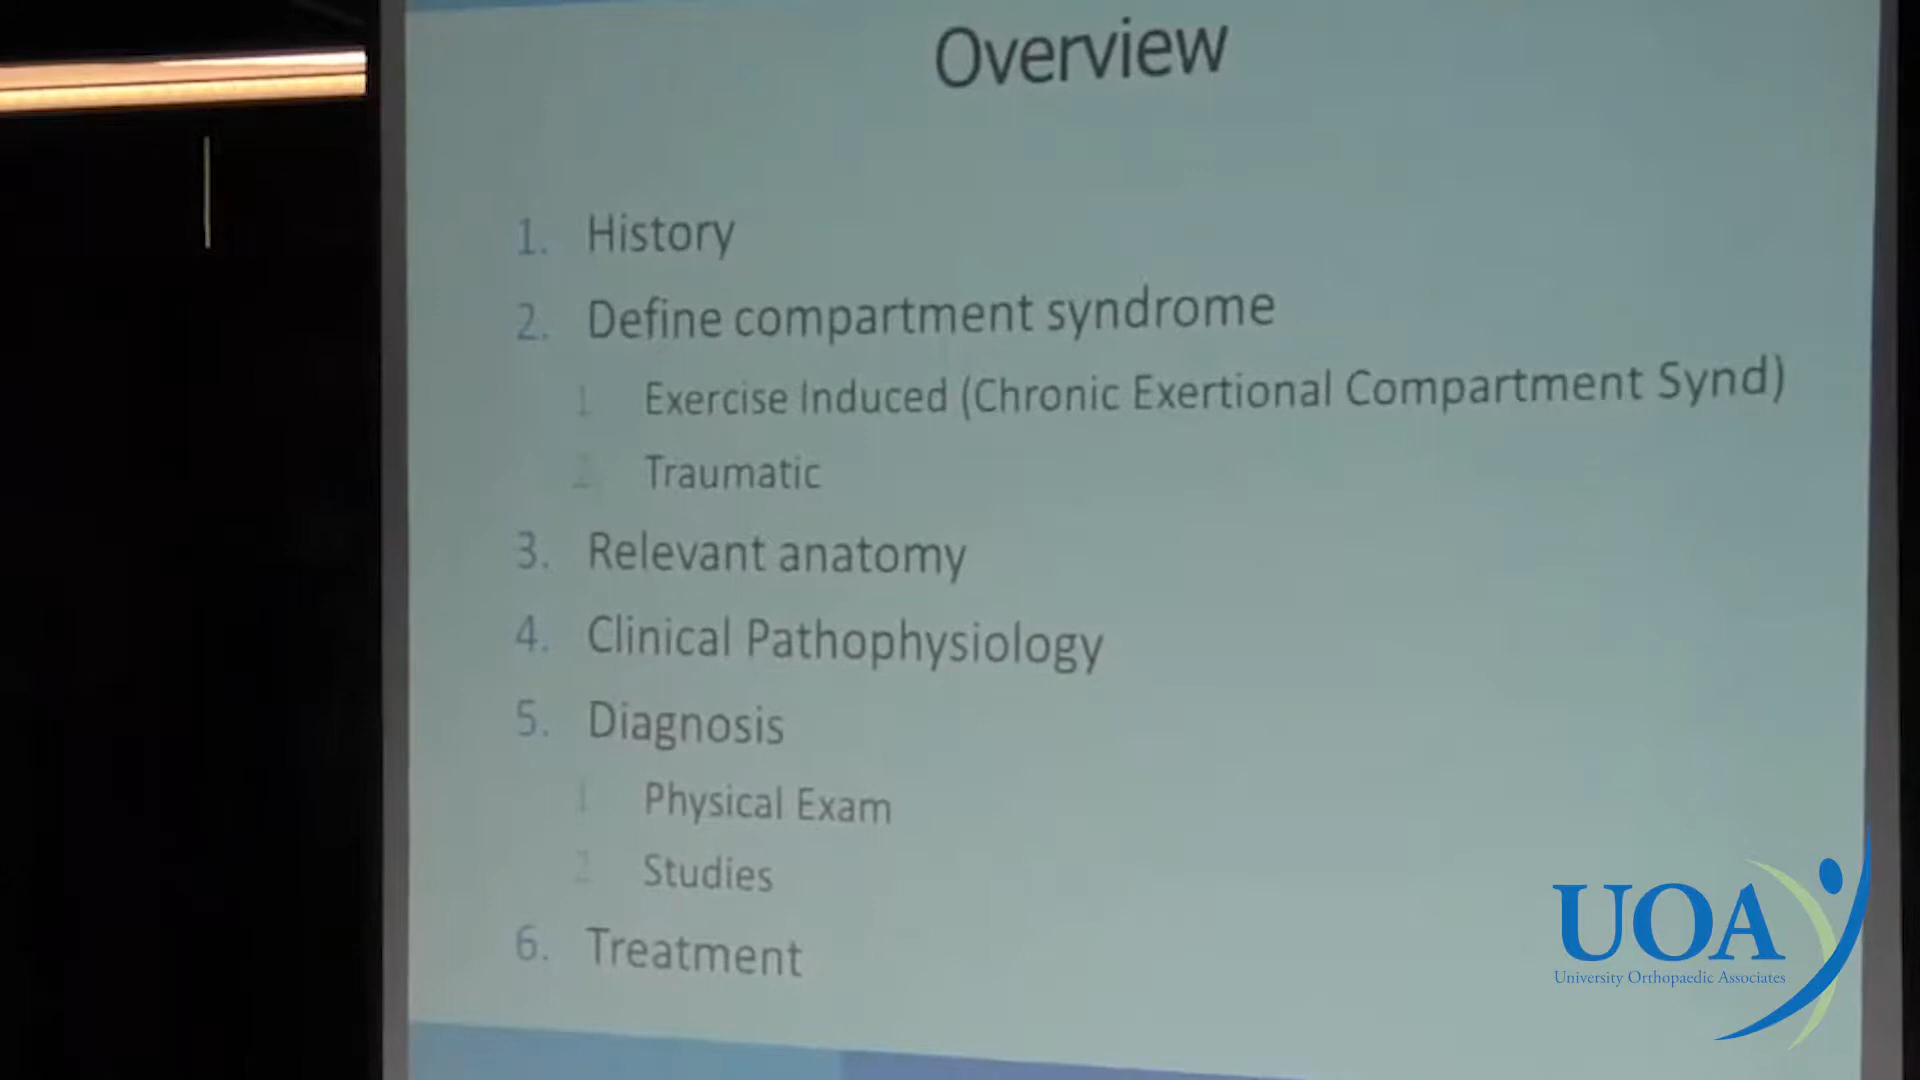 Overview
1. History
2. Define compartment syndrome
1 Exercise Induced (Chronic Exertional Compartment Synd)
2 Traumatic
3. Relevant anatomy
4. Clinical Pathophysiology
5. Diagnosis
1 Physical Exam
2 Studies
6. Treatment
UOA
University Orthopaedic Associates